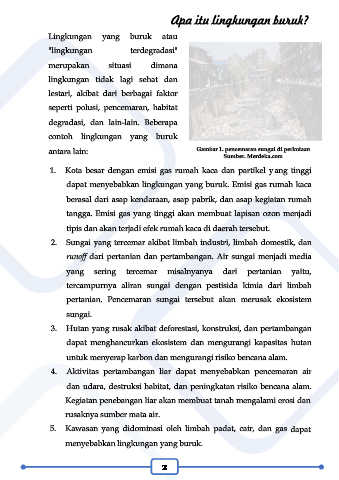 Apa itu lingkungan buruk?
Lingkungan yang buruk atau
"lingkungan terdegradasi"
merupakan situasi dimana
lingkungan tidak lagi sehat dan
lestari, akibat dari berbagai faktor
seperti polusi, pencemaran, habitat
degradasi, dan lain-lain. Beberapa
contoh lingkungan yang buruk
antara lain:
Gambar 1. pencemaran sungai di perkotaan
Sumber. Merdeka.com
1. Kota besar dengan emisi gas rumah kaca dan partikel yang tinggi
dapat menyebabkan lingkungan yang buruk. Emisi gas rumah kaca
berasal dari asap kendaraan, asap pabrik, dan asap kegiatan rumah
tangga. Emisi gas yang tinggi akan membuat lapisan ozon menjadi
tipis dan akan terjadi efek rumah kaca di daerah tersebut.
2. Sungai yang tercemar akibat limbah industri, limbah domestik, dan
runoff dari pertanian dan pertambangan. Air sungai menjadi media
yang sering tercemar misalnyanya dari pertanian yaitu,
tercampurnya aliran sungai dengan pestisida kimia dari limbah
pertanian. Pencemaran sungai tersebut akan merusak ekosistem
sungai.
3. Hutan yang rusak akibat deforestasi, konstruksi, dan pertambangan
dapat menghancurkan ekosistem dan mengurangi kapasitas hutan
untuk menyerap karbon dan mengurangi risiko bencana alam.
4. Aktivitas pertambangan liar dapat menyebabkan pencemaran air
dan udara, destruksi habitat, dan peningkatan risiko bencana alam.
Kegiatan penebangan liar akan membuat tanah mengalami erosi dan
rusaknya sumber mata air.
5. Kawasan yang didominasi oleh limbah padat, cair, dan gas dapat
menyebabkan lingkungan yang buruk.
2